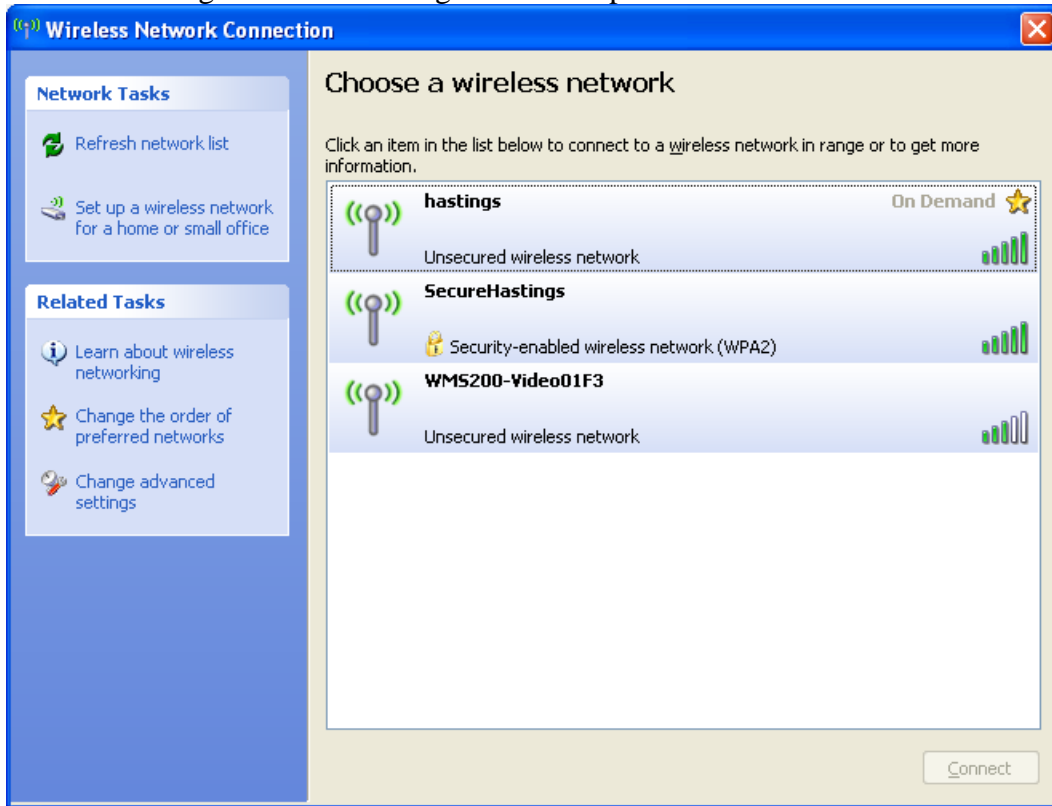 Wireless Network Connection
Network Tasks
Refresh network list
Set up a wireless network
for a home or small office
Related Tasks
Learn about wireless
networking
Change the order of
preferred networks
Change advanced
settings
Choose a wireless network
Click an item in the list below to connect to a wireless network in range or to get more
information.
hastings
On Demand
Unsecured wireless network
SecureHastings
Security-enabled wireless network (WPA2)
WMS200-Video01F3
Unsecured wireless network
Connect